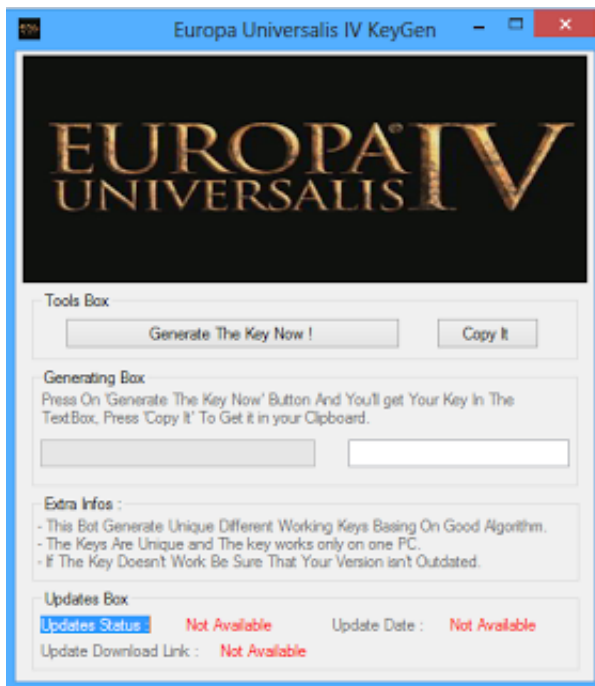 Europa Universalis IV KeyGen
EUROPA IV
UNIVERSALIS
Tools Box
Generate The Key Now ! Copy It
Generating Box
Press On 'Generate The Key Now' Button And You'll get Your Key In The
TextBox, Press 'Copy It' To Get it in your Clipboard.
Extra Infos :
- This Bot Generate Unique Different Working Keys Basing On Good Algorithm.
- The Keys Are Unique and The key works only on one PC.
- If The Key Doesn't Work Be Sure That Your Version isn't Outdated.
Updates Box
Updates Status : Not Available Update Date : Not Available
Update Download Link : Not Available